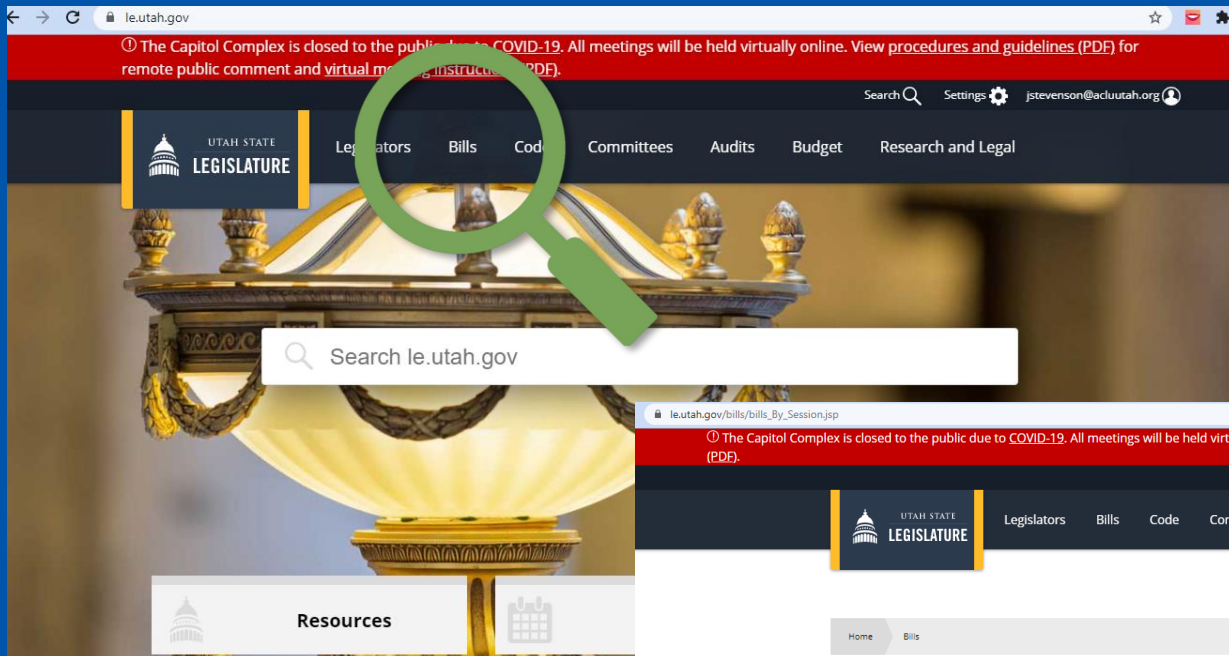 le.utah.gov
The Capitol Complex is closed to the public due to COVID-19. All meetings will be held virtually online. View procedures and guidelines (PDF) for
remote public comment and virtual meeting instructions (PDF).
Search Settings jstevenson@acluutah.org
UTAH STATE
LEGISLATURE
Legislators Bills Code Committees Audits Budget Research and Legal
Search le.utah.gov
Resources
le.utah.gov/bills/bills_By_Session.jsp
The Capitol Complex is closed to the public due to COVID-19. All meetings will be held virt
(PDF).
UTAH STATE
LEGISLATURE
Legislators Bills Code Co
Home Bills